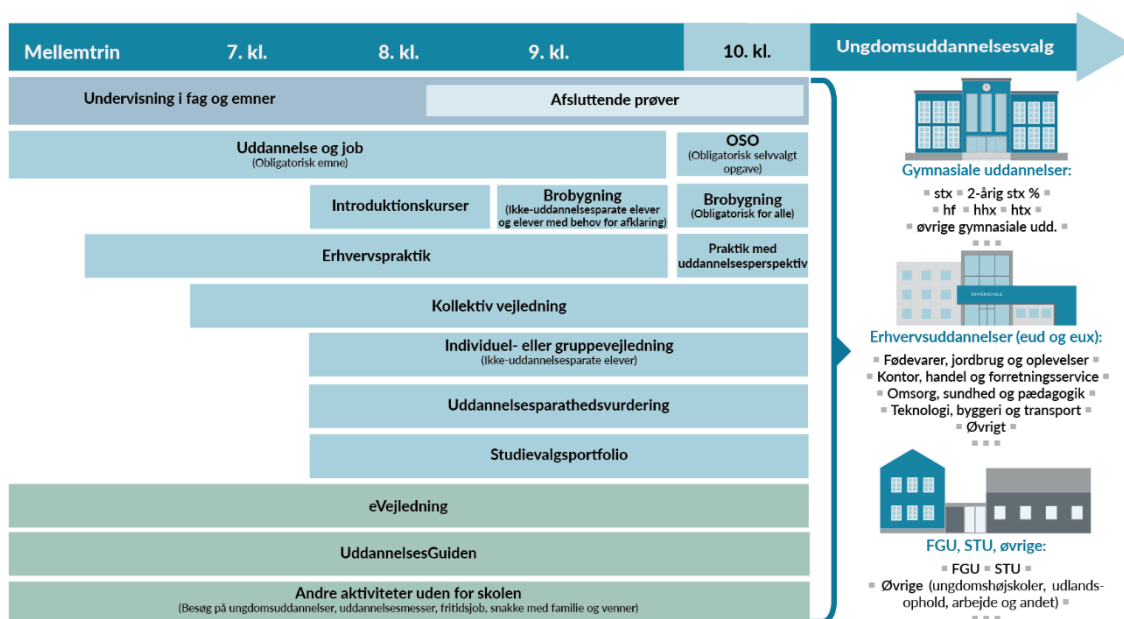 Mellemtrin 7. kl. 8. kl. 9. kl. 10. kl. Ungdomsuddannelsesvalg
Undervisning i fag og emner Afsluttende prøver
Uddannelse og job
(Obligatorisk emne)
OSO
(Obligatorisk selvvalgt
opgave)
Introduktionskurser
Brobygning
(Ikke-uddannelsesparate elever
og elever med behov for afklaring)
Brobygning
(Obligatorisk for alle)
Erhvervspraktik
Praktik med
uddannelsesperspektiv
Kollektiv vejledning
Individuel- eller gruppevejledning
(Ikke-uddannelsesparate elever)
Uddannelsesparathedsvurdering
Studievalgsportfolio
eVejledning
UddannelsesGuiden
Andre aktiviteter uden for skolen
(Besøg på ungdomsuddannelser, uddannelsesmesser, fritidsjob, snakke med familie og venner)
Gymnasiale uddannelser:
▪ stx ▪ 2-årig stx %
▪ hf ▪ hhx ▪ htx ▪
▪ øvrige gymnasiale udd. ▪
▪ ▪ ▪
Erhvervsuddannelser (eud og eux):
▪ Fødevarer, jordbrug og oplevelser
▪ Kontor, handel og forretningsservice ▪
▪ Omsorg, sundhed og pædagogik ▪
▪ Teknologi, byggeri og transport ▪
▪ Øvrigt ▪
▪ ▪ ▪
FGU, STU, øvrige:
▪ FGU ▪ STU ▪
▪ Øvrige (ungdomshøjskoler, udlands-
ophold, arbejde og andet) ▪
▪ ▪ ▪